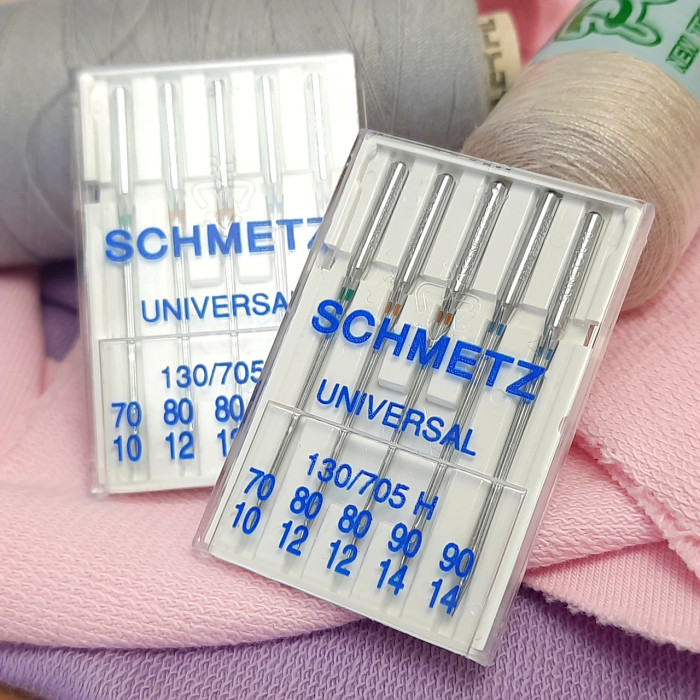 SCHMETZ
UNIVERSAL
130/705
70 80 80
10 12
SCHMETZ
UNIVERSAL
130/705 H
70 80 80 90 90
10 12 12 14 14